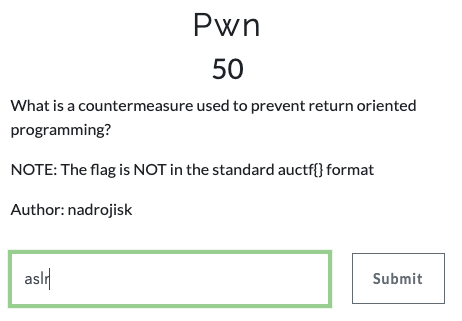 Pwn
50
What is a countermeasure used to prevent return oriented
programming?
NOTE: The flag is NOT in the standard auctf{} format
Author: nadrojisk
aslr
Submit